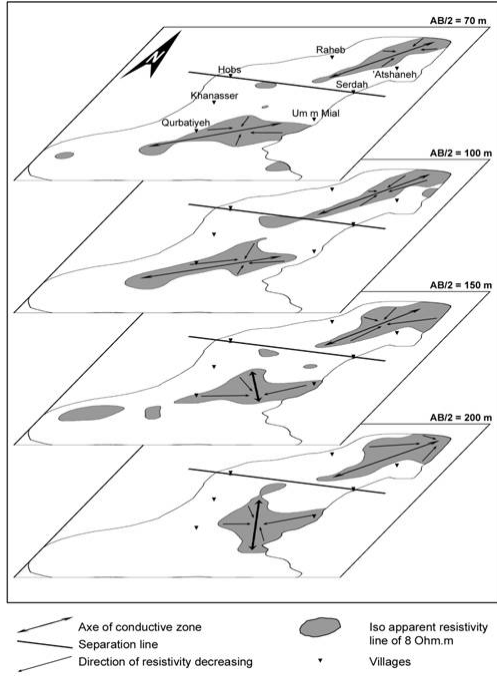 AB/2 = 70 m
N
Raheb
Hobs
'Atshaneh
Serdah
Khanasser
Qurbatiyeh
Um m Mial
AB/2 = 100 m
AB/2 = 150 m
AB/2 = 200 m
Axe of conductive zone
Separation line
Direction of resistivity decreasing
Iso apparent resistivity
line of 8 Ohm.m
Villages